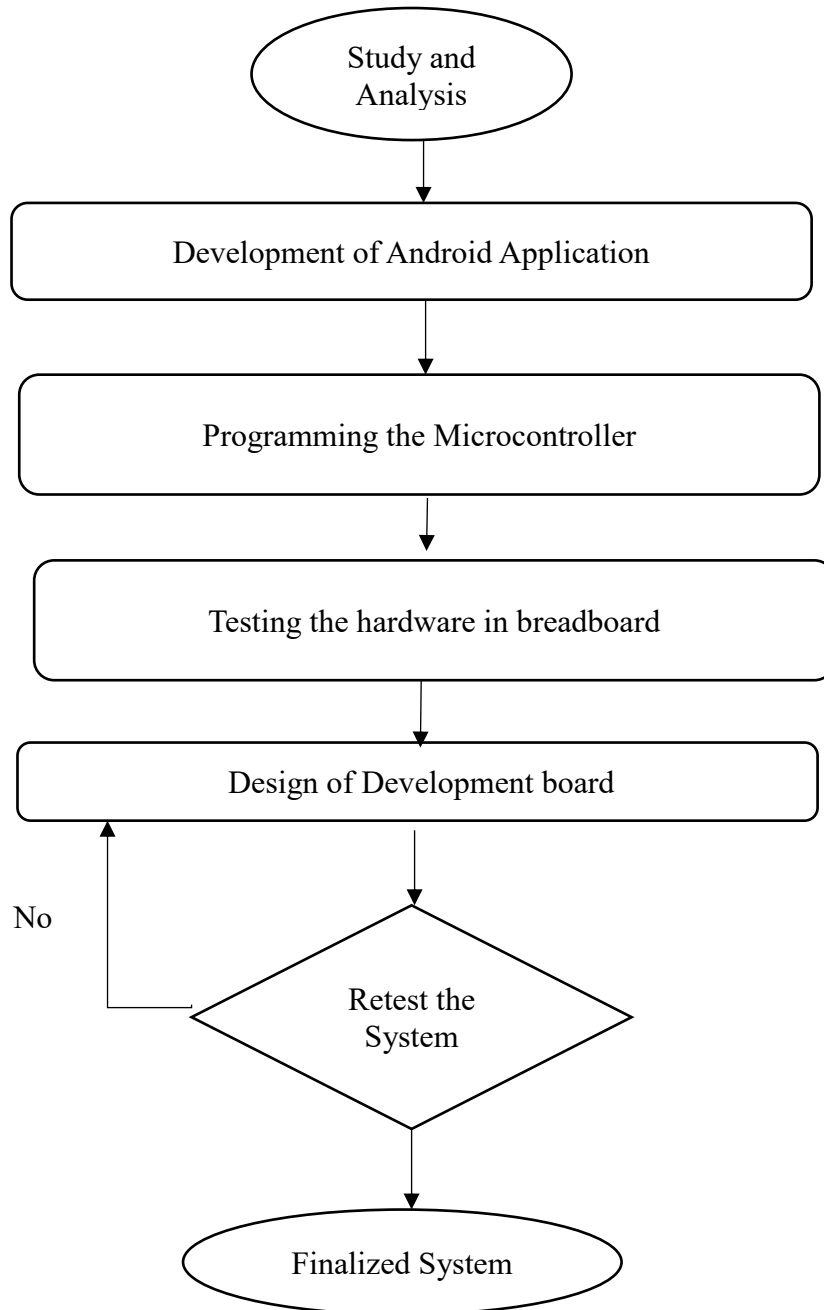 Study and
Analysis
Development of Android Application
Programming the Microcontroller
Testing the hardware in breadboard
Design of Development board
No
Retest the
System
Finalized System